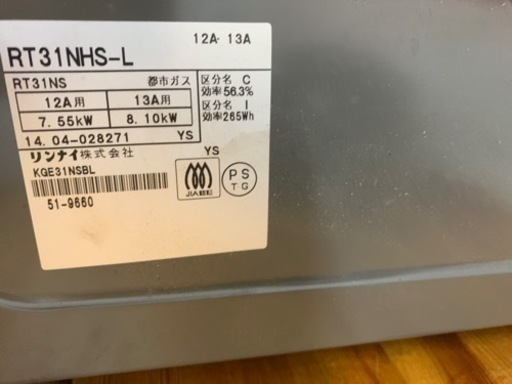 12A・13A
RT31NHS-L
RT31NS 都市ガス 区分名 C
12A用 13A用 効率56.3%
7.55kW 8.10kW 区分名 I
効率265Wh
14.04-028271 YS
リンナイ株式会社 YS
KGE31NSBL
51-9660
JIA
PS
TG